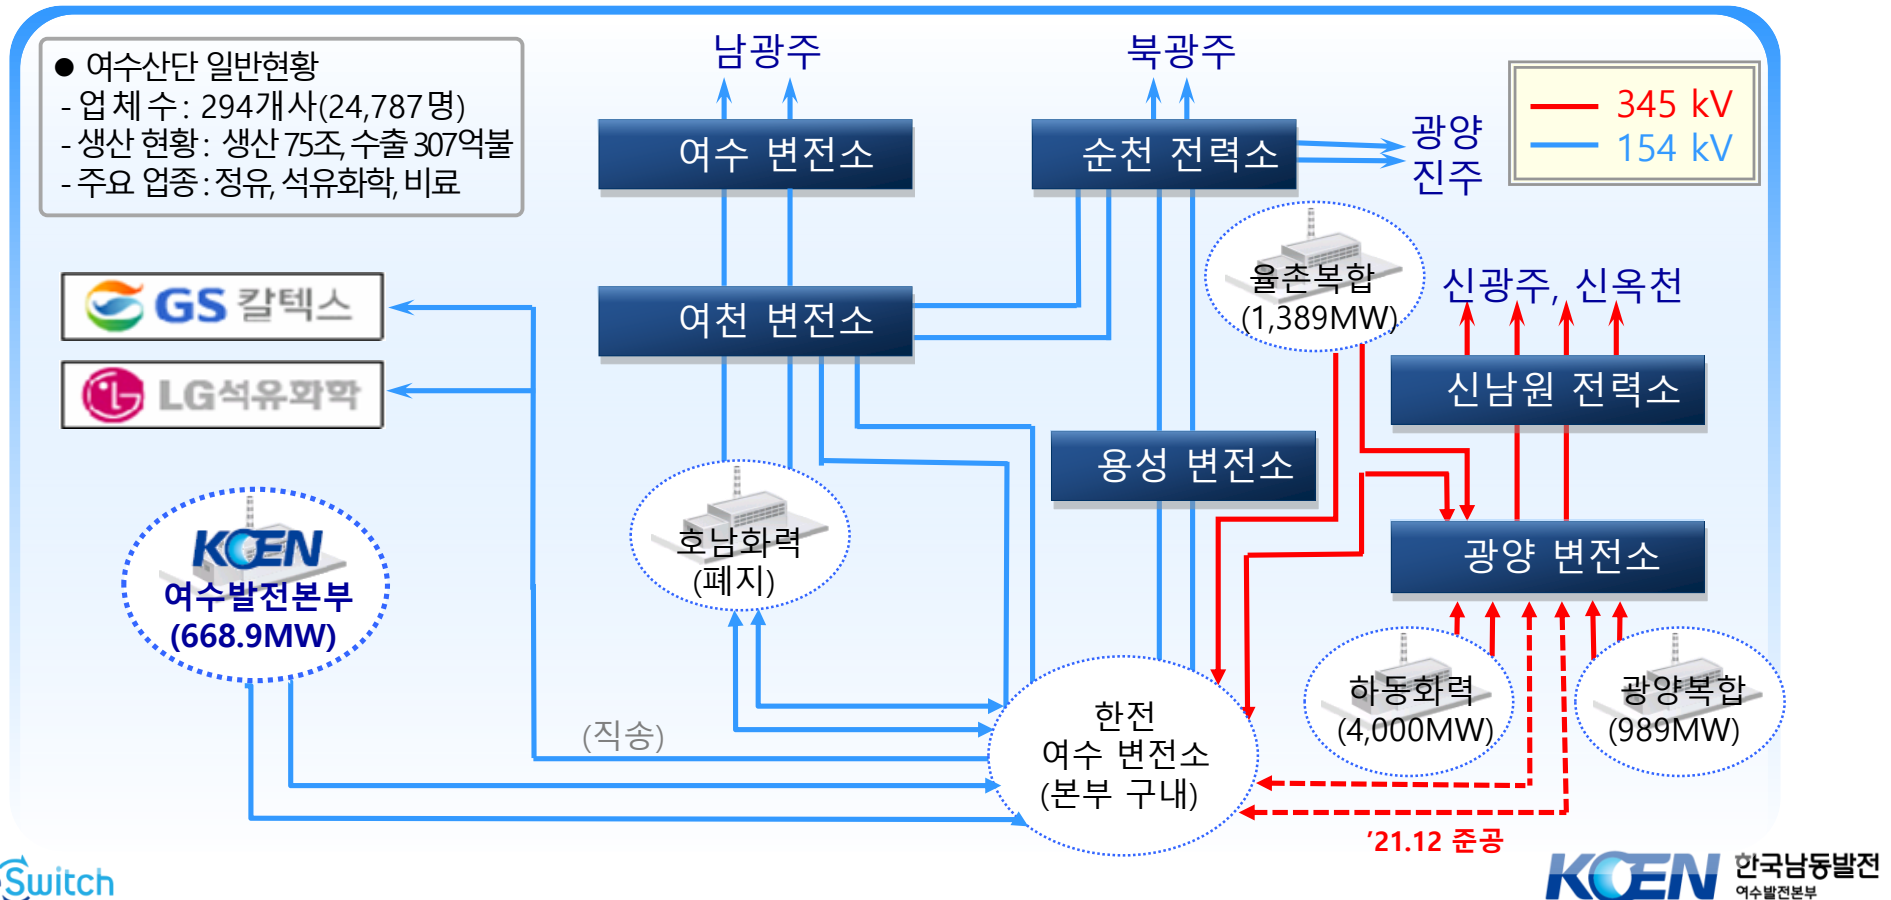 ● 여수산단 일반현황
- 업 체 수 : 294개사(24,787명)
- 생산 현황 : 생산 75조, 수출 307억불
- 주요 업종 : 정유, 석유화학, 비료
남광주
북광주
345 kV
154 kV
여수 변전소
순천 전력소
광양
진주
GS 칼텍스
LG석유화학
여천 변전소
율촌복합
(1,389MW)
신광주, 신옥천
신남원 전력소
용성 변전소
광양 변전소
KOEN
여수발전본부
(668.9MW)
호남화력
(폐지)
하동화력
(4,000MW)
광양복합
(989MW)
(직송)
한전
여수 변전소
(본부 구내)
’21.12 준공
Switch
KOEN 한국남동발전
여수발전본부